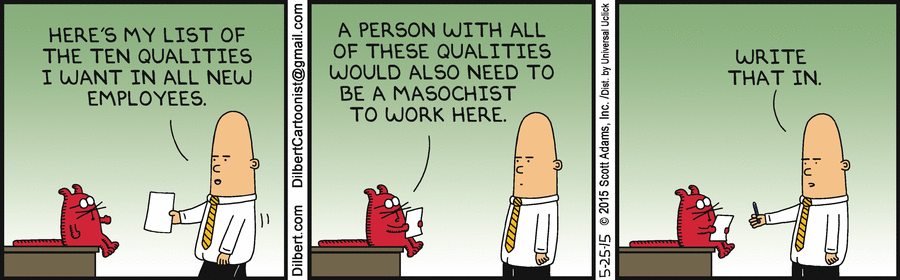 HERE'S MY LIST OF
THE TEN QUALITIES
I WANT IN ALL NEW
EMPLOYEES.
Dilbert.com DilbertCartoonist@gmail.com
A PERSON WITH ALL
OF THESE QUALITIES
WOULD ALSO NEED TO
BE A MASOCHIST
TO WORK HERE.
5-25-15 © 2015 Scott Adams, Inc. /Dist. by Universal Uclick
WRITE
THAT IN.